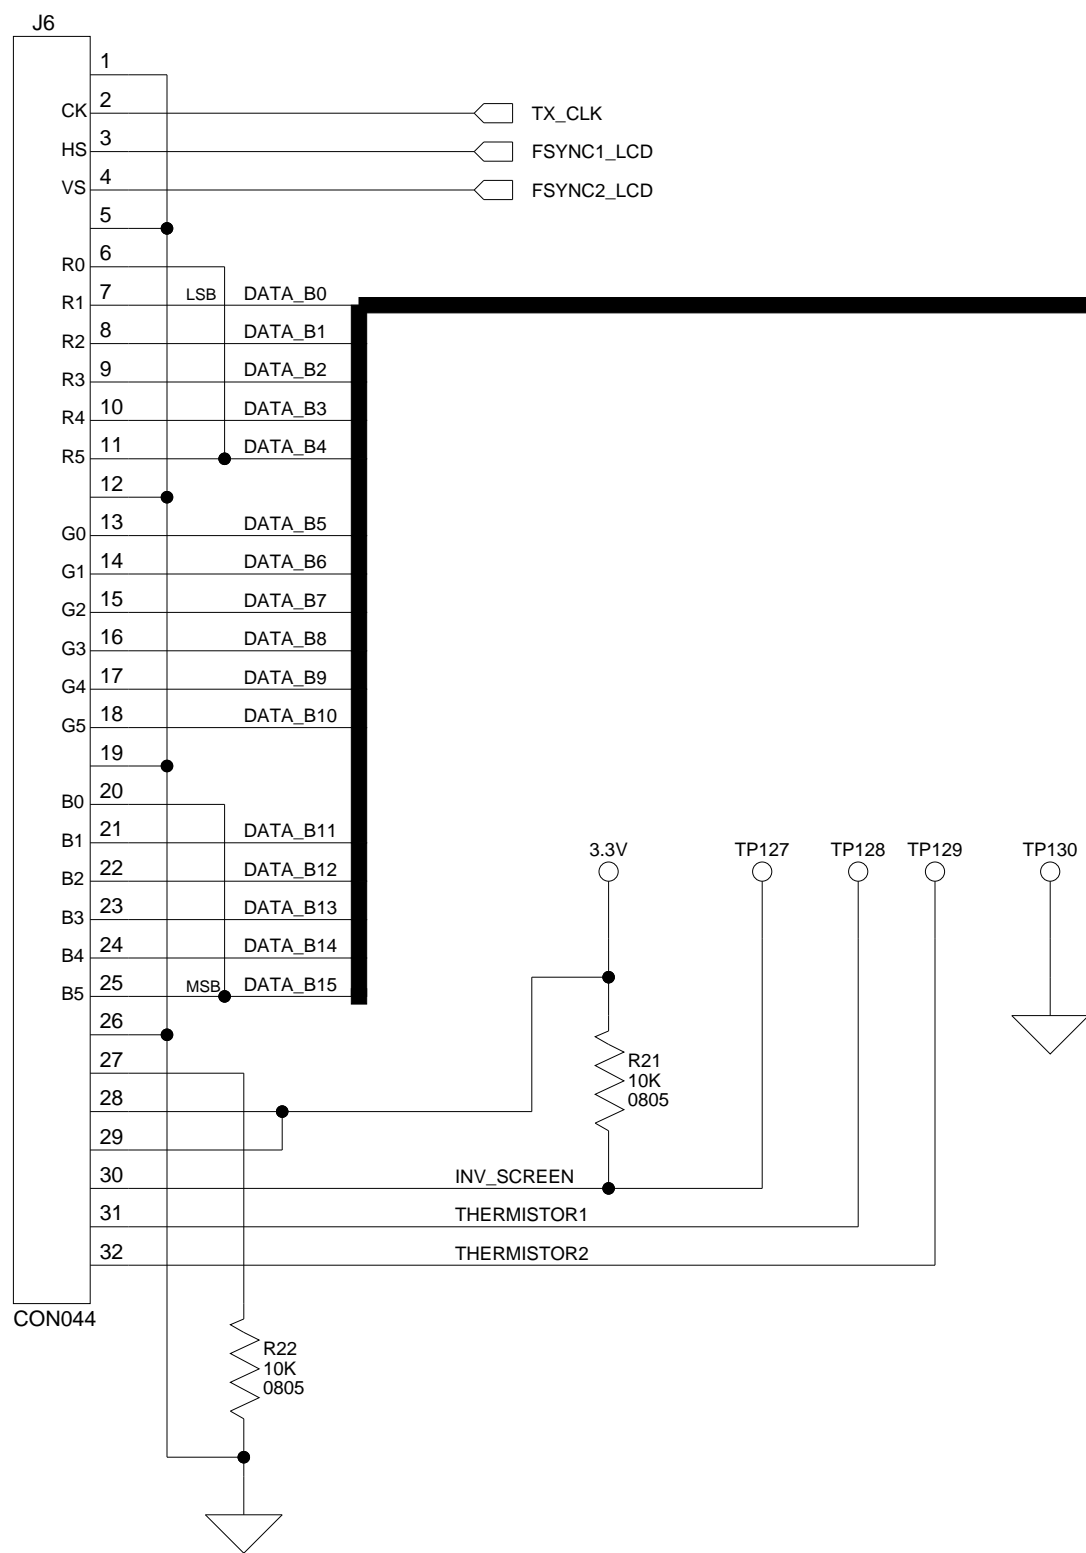 J6
1
CK 2 TX_CLK
HS 3 FSYNC1_LCD
VS 4 FSYNC2_LCD
5
R0 6
R1 7 LSB DATA_B0
R2 8 DATA_B1
R3 9 DATA_B2
R4 10 DATA_B3
R5 11 DATA_B4
12
G0 13 DATA_B5
G1 14 DATA_B6
G2 15 DATA_B7
G3 16 DATA_B8
G4 17 DATA_B9
G5 18 DATA_B10
19
B0 20
B1 21 DATA_B11
3.3V TP127 TP128 TP129 TP130
B2 22 DATA_B12
B3 23 DATA_B13
B4 24 DATA_B14
B5 25 MSB DATA_B15
26
27
R21
10K
0805
28
29
30 INV_SCREEN
31 THERMISTOR1
32 THERMISTOR2
CON044
R22
10K
0805